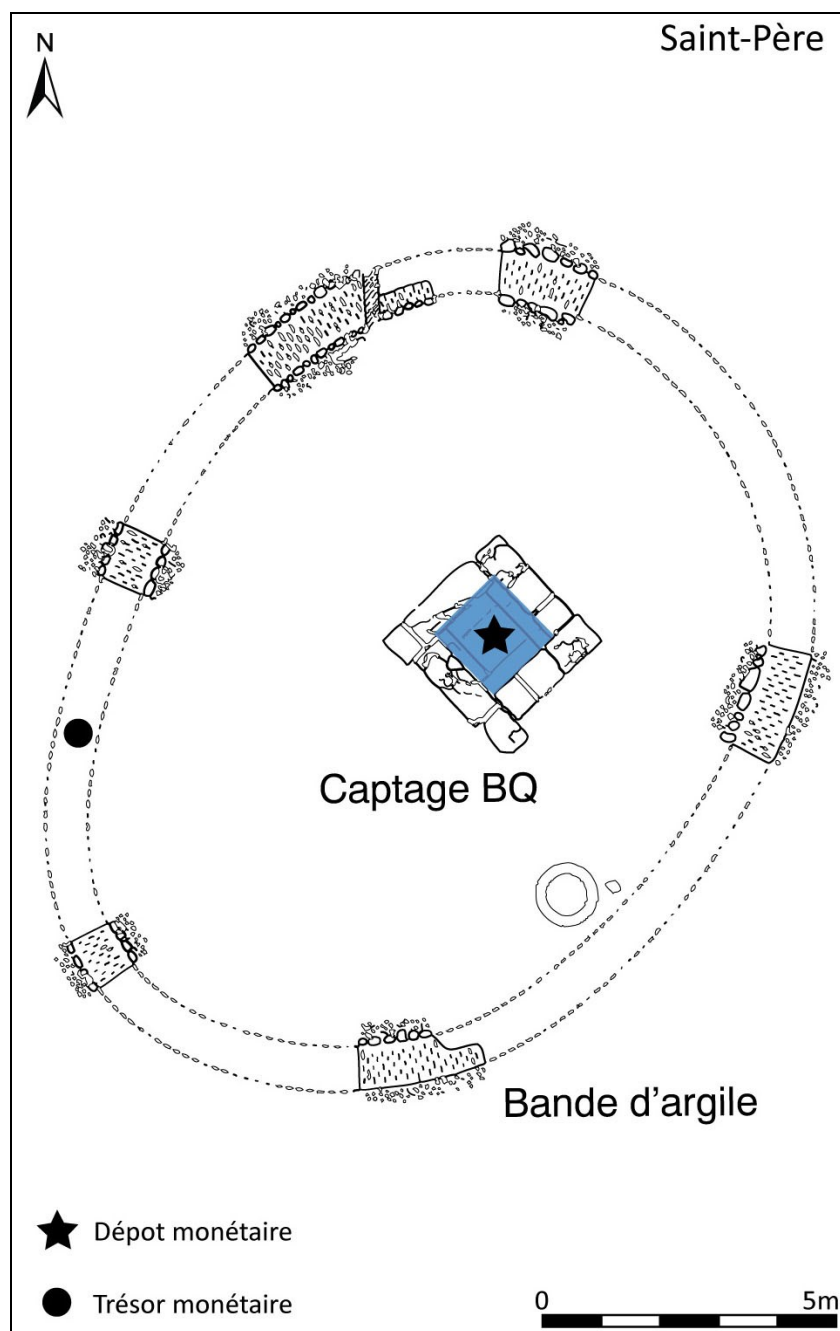 Saint-Père
N
Captage BQ
Bande d'argile
Dépot monétaire
Trésor monétaire
0 5m